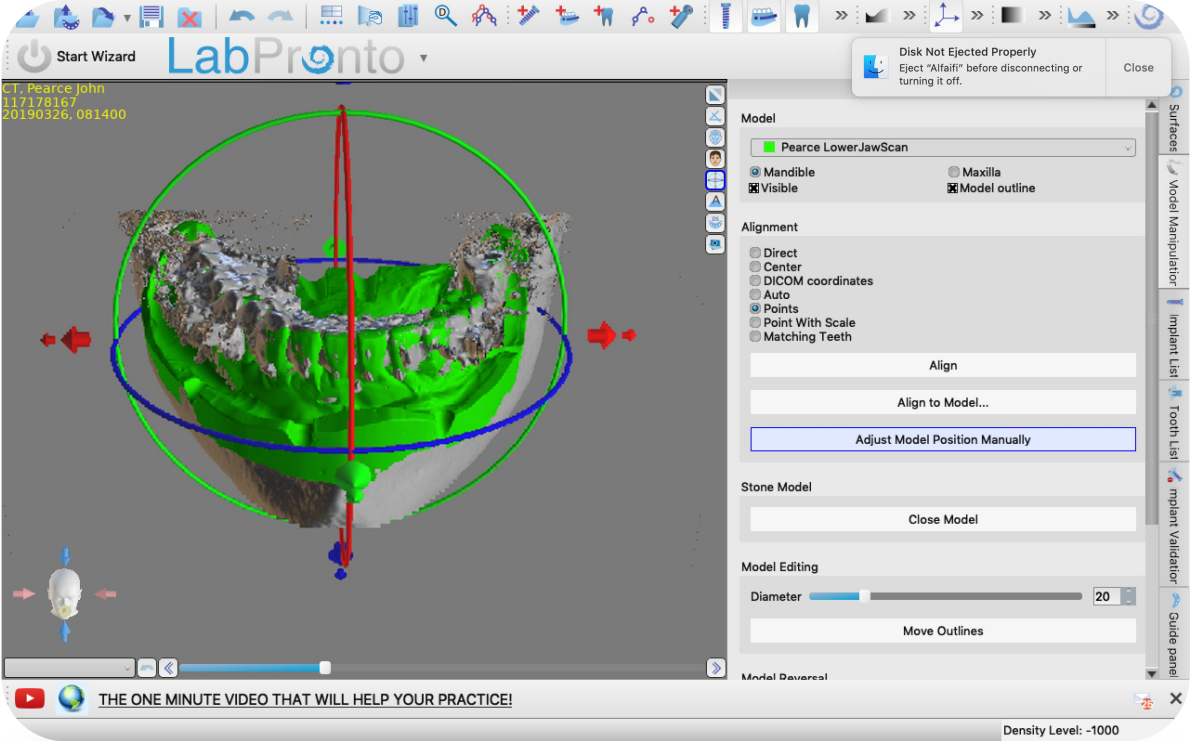 Start Wizard
LabPronto
Disk Not Ejected Properly
Eject “Alfaifi” before disconnecting or
turning it off.
Close
CT, Pearce John
117178167
20190326, 081400
Model
Pearce LowerJawScan
Mandible
Maxilla
Visible
Model outline
Alignment
Direct
Center
DICOM coordinates
Auto
Points
Point With Scale
Matching Teeth
Align
Align to Model...
Adjust Model Position Manually
Stone Model
Close Model
Model Editing
Diameter
20
Move Outlines
Model Reversal
Surfaces
Model Manipulation
Implant List
Tooth List
mplant Validation
Guide panel
THE ONE MINUTE VIDEO THAT WILL HELP YOUR PRACTICE!
Density Level: -1000